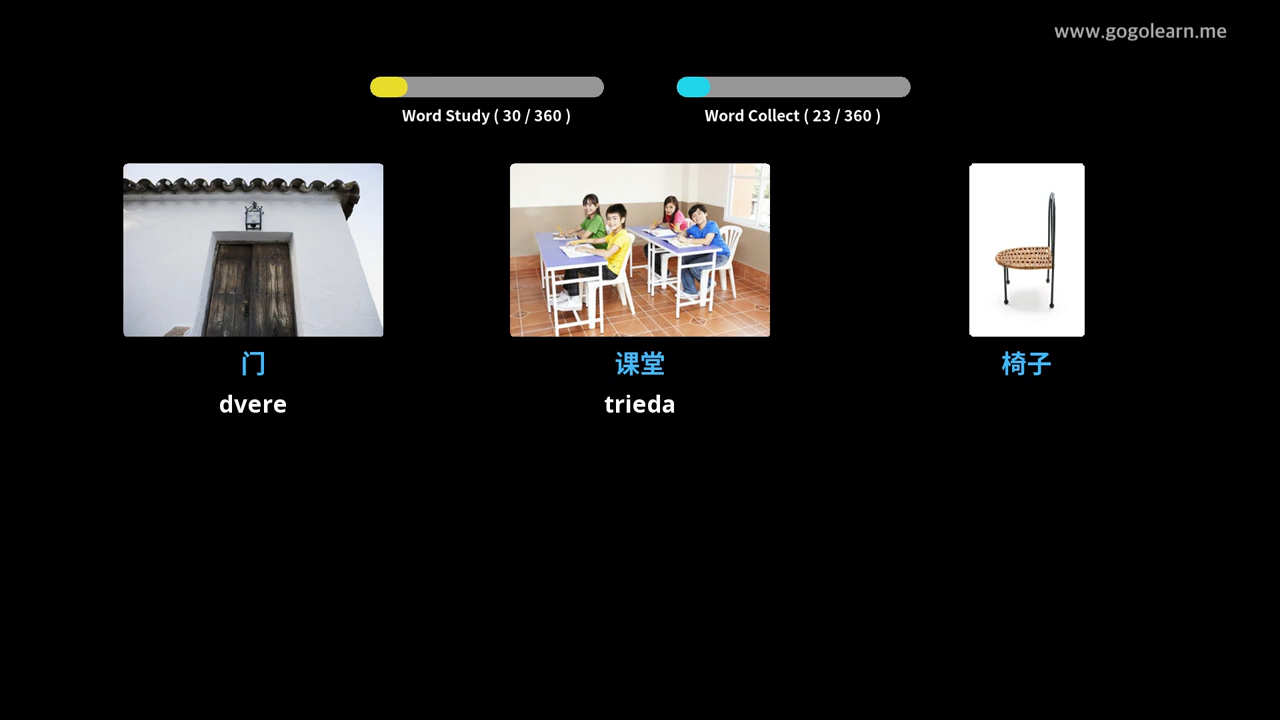 www.gogolearn.me
Word Study ( 30 / 360 )
Word Collect ( 23 / 360 )
门
课堂
椅子
dvere
trieda